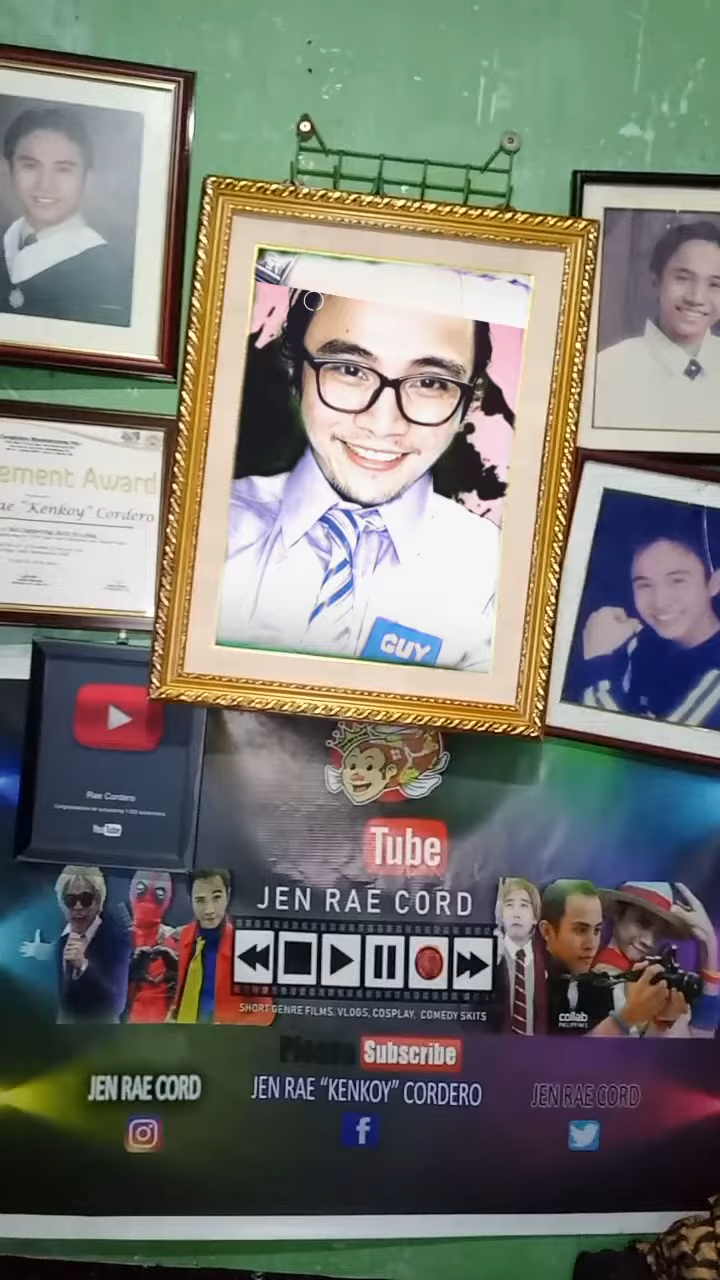 ement Award
ae "Kenkoy" Cordero
GUY
Rae Cordero
YouTube
Tube
JEN RAE CORD
SHORT GENRE FILMS. VLOGS, COSPLAY. COMEDY SKITS
collab
PHILIPPINES
Please Subscribe
JEN RAE CORD
JEN RAE "KENKOY" CORDERO
JEN RAE CORD